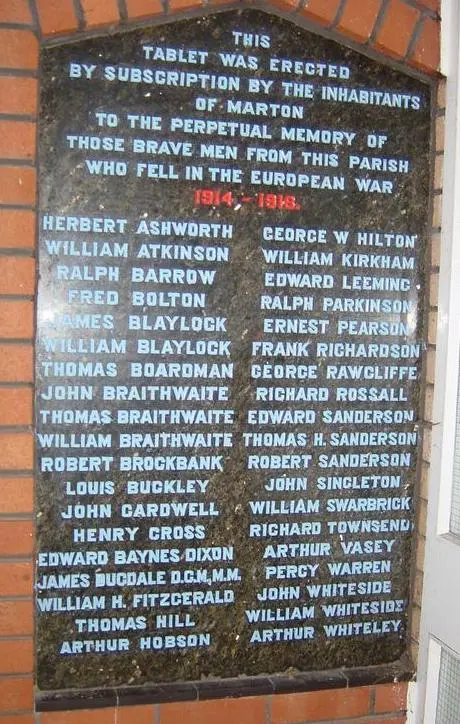 THIS
TABLET WAS ERECTED
BY SUBSCRIPTION BY THE INHABITANTS
OF MARTON
TO THE PERPETUAL MEMORY OF
THOSE BRAVE MEN FROM THIS PARISH
WHO FELL IN THE EUROPEAN WAR
1914 - 1918.
HERBERT ASHWORTH
WILLIAM ATKINSON
RALPH BARROW
FRED BOLTON
JAMES BLAYLOCK
WILLIAM BLAYLOCK
THOMAS BOARDMAN
JOHN BRAITHWAITE
THOMAS BRAITHWAITE
WILLIAM BRAITHWAITE
ROBERT BROCKBANK
LOUIS BUCKLEY
JOHN CARDWELL
HENRY CROSS
EDWARD BAYNES DIXON
JAMES DUGDALE D.C.M, M.M.
WILLIAM H. FITZGERALD
THOMAS HILL
ARTHUR HOBSON
GEORGE W HILTON
WILLIAM KIRKHAM
EDWARD LEEMING
RALPH PARKINSON
ERNEST PEARSON
FRANK RICHARDSON
GEORGE RAWCLIFFE
RICHARD ROSSALL
EDWARD SANDERSON
THOMAS H. SANDERSON
ROBERT SANDERSON
JOHN SINGLETON
WILLIAM SWARBRICK
RICHARD TOWNSEND
ARTHUR VASEY
PERCY WARREN
JOHN WHITESIDE
WILLIAM WHITESIDE
ARTHUR WHITELEY